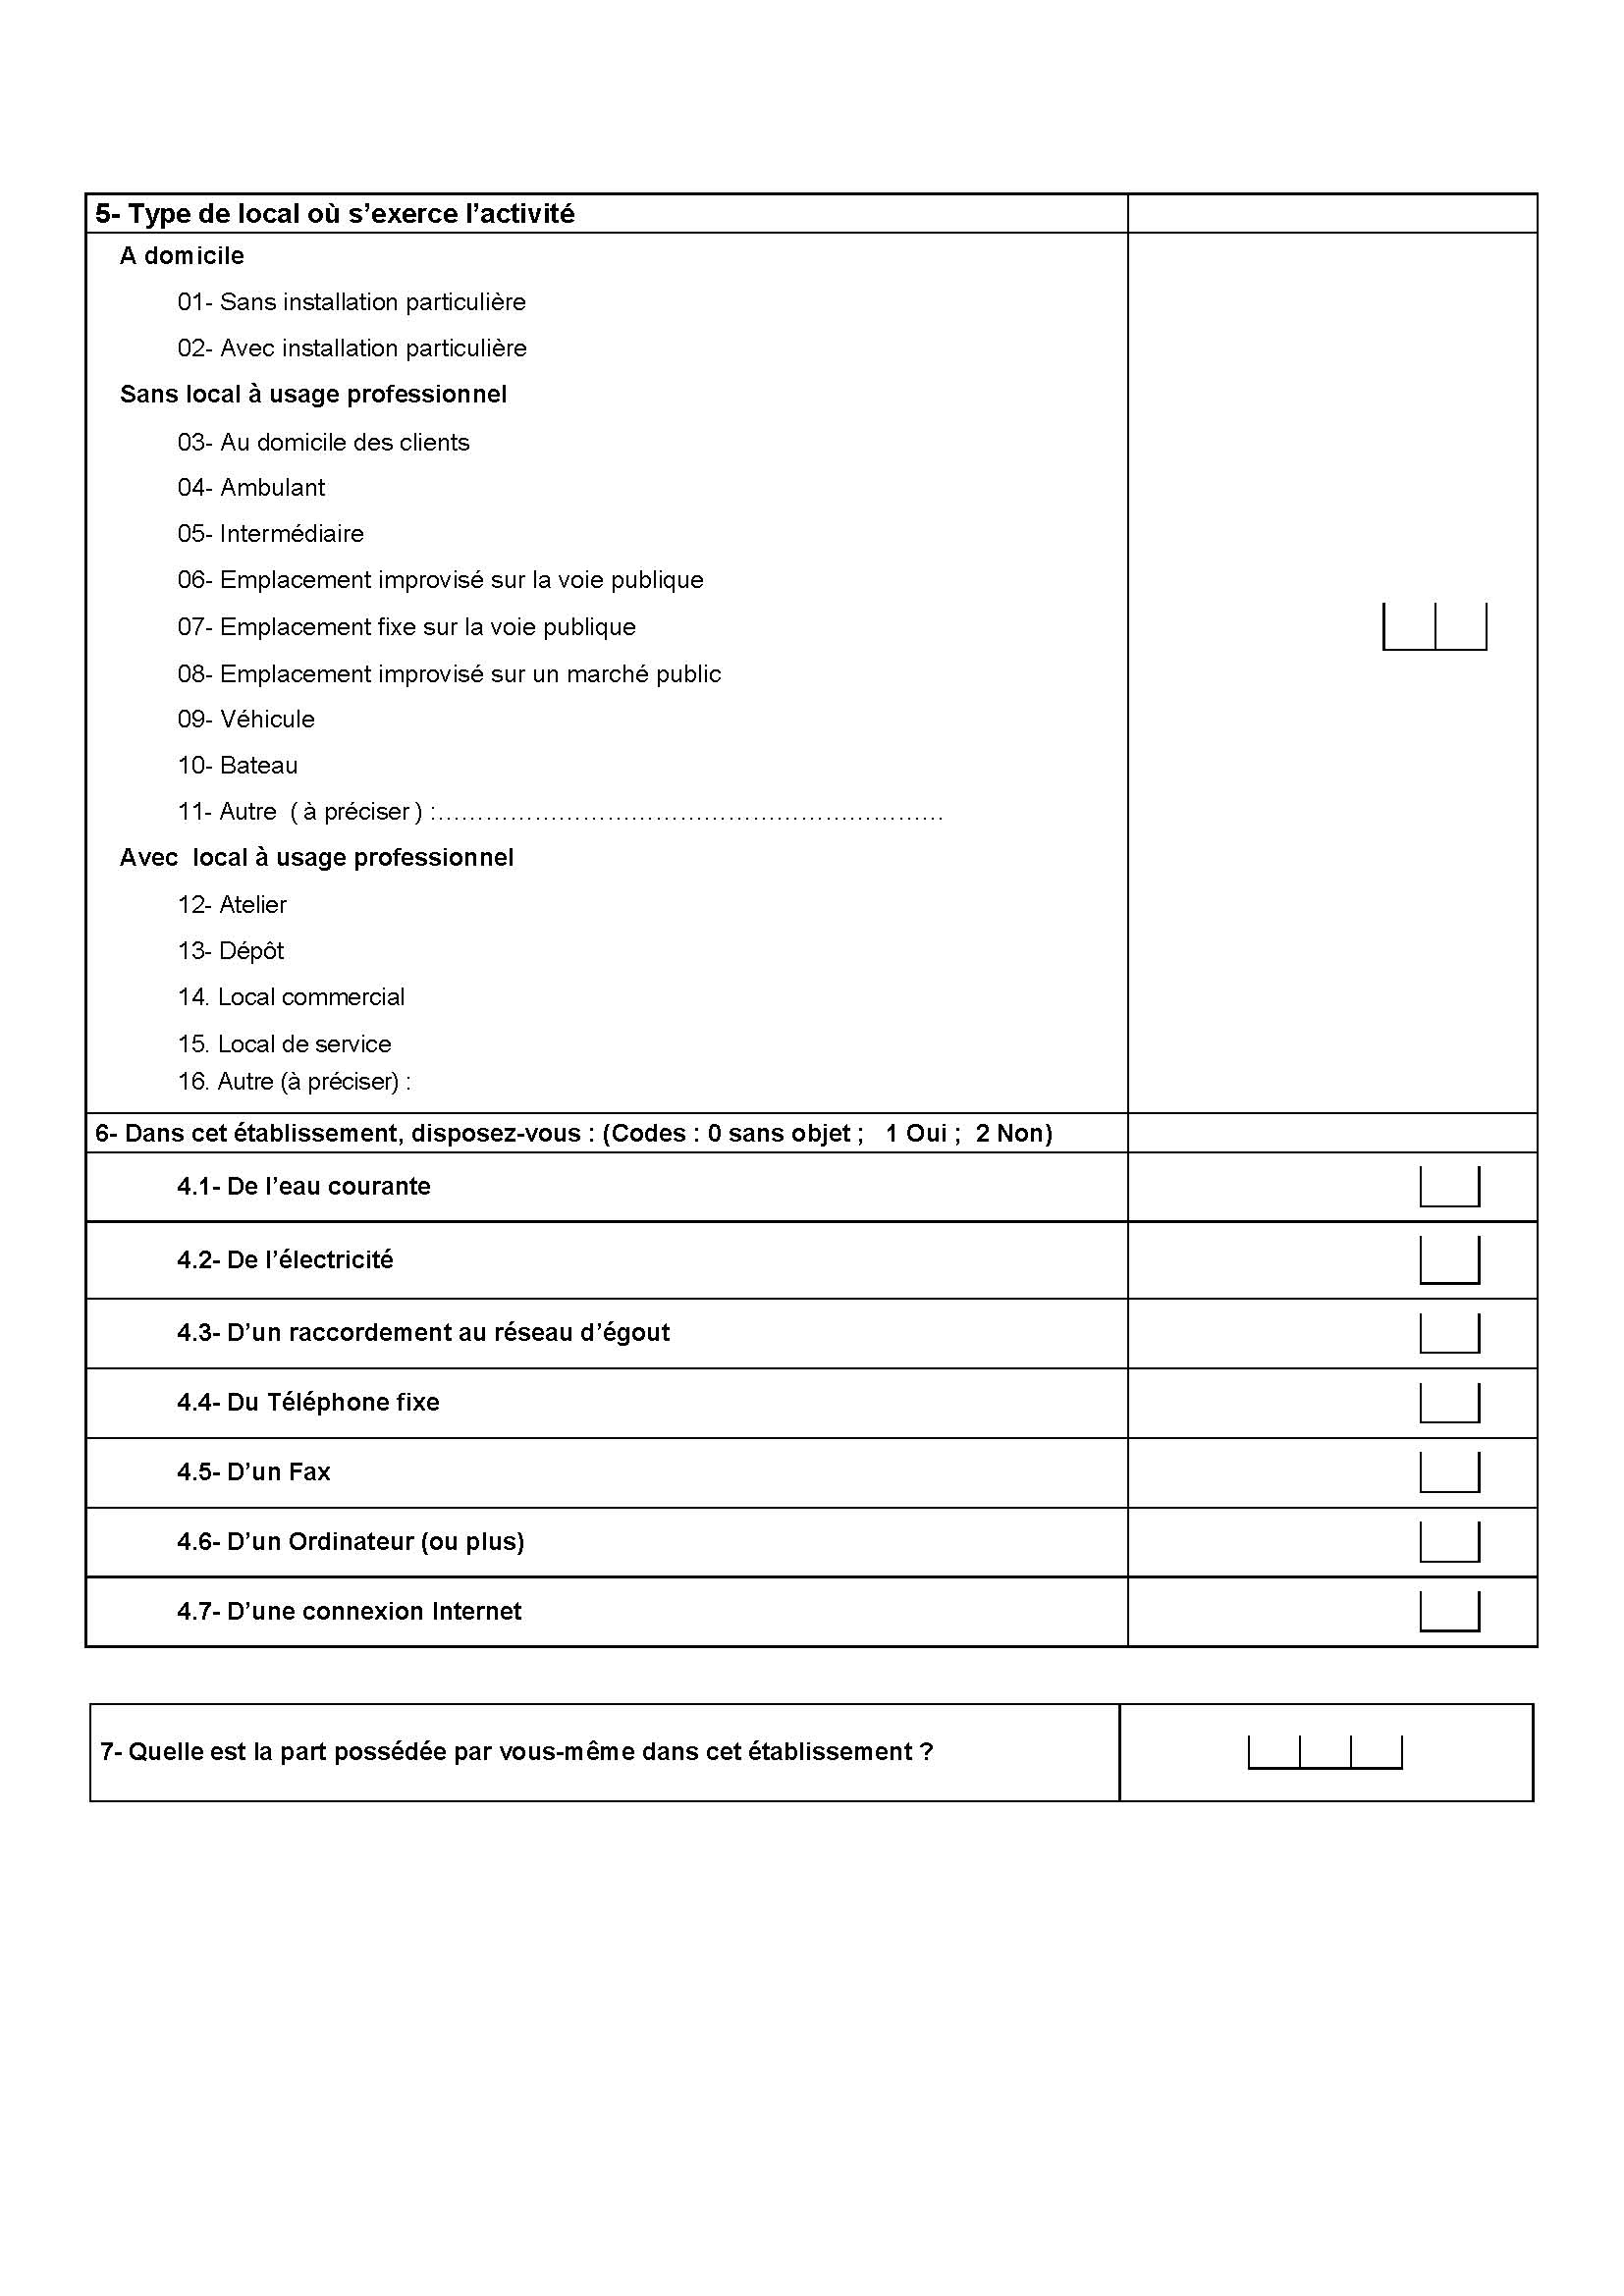 5- Type de local où s’exerce l’activité
A domicile
01- Sans installation particulière
02- Avec installation particulière
Sans local à usage professionnel
03- Au domicile des clients
04- Ambulant
05- Intermédiaire
06- Emplacement improvisé sur la voie publique
07- Emplacement fixe sur la voie publique
08- Emplacement improvisé sur un marché public
09- Véhicule
10- Bateau
11- Autre ( à préciser ) :………………………………………………………
Avec local à usage professionnel
12- Atelier
13- Dépôt
14. Local commercial
15. Local de service
16. Autre (à préciser) :
6- Dans cet établissement, disposez-vous : (Codes : 0 sans objet ; 1 Oui ; 2 Non)
4.1- De l’eau courante
4.2- De l’électricité
4.3- D’un raccordement au réseau d’égout
4.4- Du Téléphone fixe
4.5- D’un Fax
4.6- D’un Ordinateur (ou plus)
4.7- D’une connexion Internet
7- Quelle est la part possédée par vous-même dans cet établissement ?